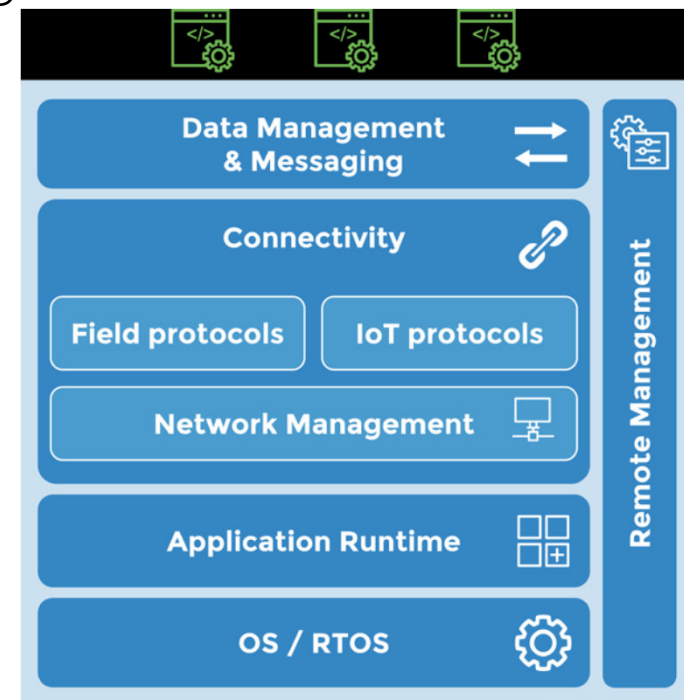 </>
</>
</>
Data Management
& Messaging
Connectivity
Field protocols
IoT protocols
Network Management
Application Runtime
OS / RTOS
Remote Management